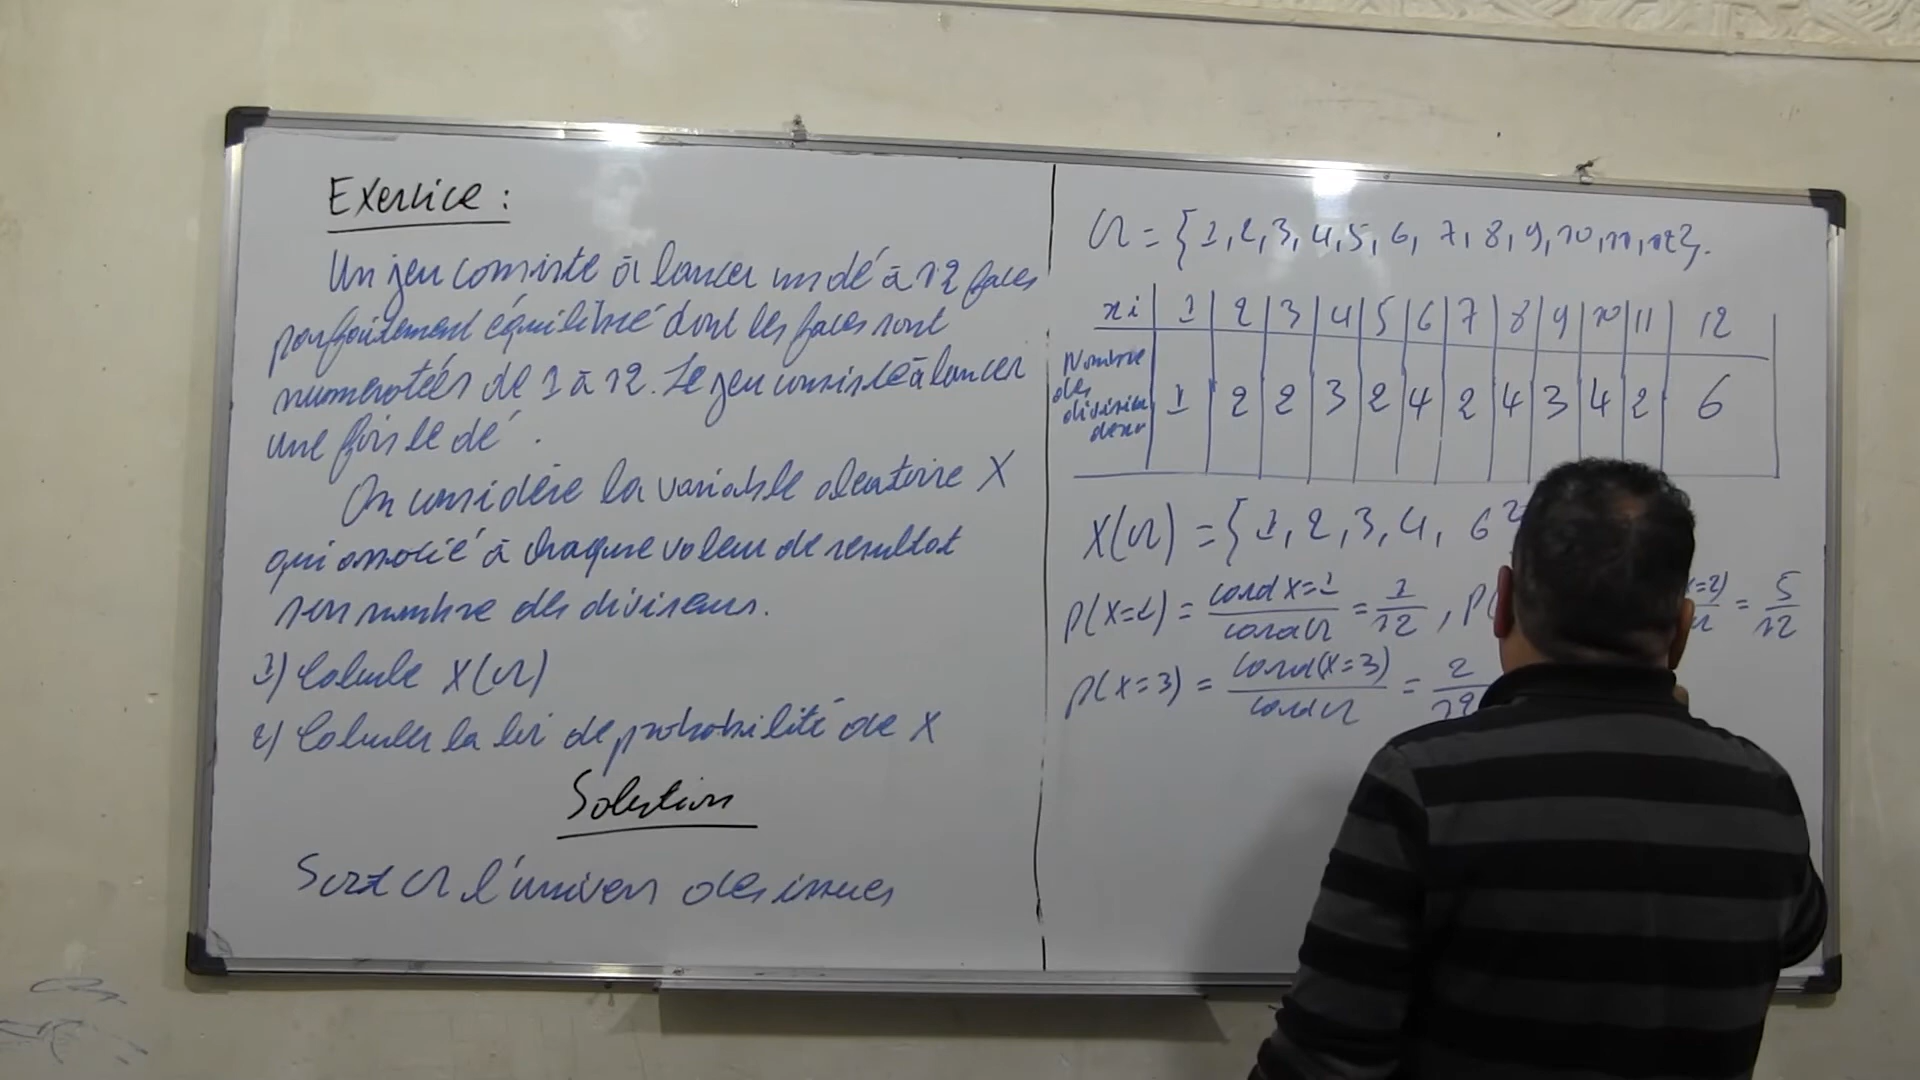 Exercice :
Un jeu consiste à lancer un dé à 12 faces
parfaitement équilibré dont les faces sont
numerotées de 1 à 12. Le jeu consiste à lancer
une fois le dé .
On considère la variable aleatoire X
qui associé à chaque valeur de resultat
son nombre des diviseurs.
1) Calcule X(Ω)
2) Calculer la loi de probabilité de X
Solution
Soit Ω l'univers des issues
Ω = {1, 2, 3, 4, 5, 6, 7, 8, 9, 10, 11, 12}.
xi 1 2 3 4 5 6 7 8 9 10 11 12
Nombre des 1 2 2 3 2 4 2 4 3 4 2 6
X(Ω) = {1, 2, 3, 4, 6
p(X=1) = card X=1 / card Ω = 1/12 , p( x=2) = 5/12
p(X=3) = card(X=3) / card Ω = 2/12